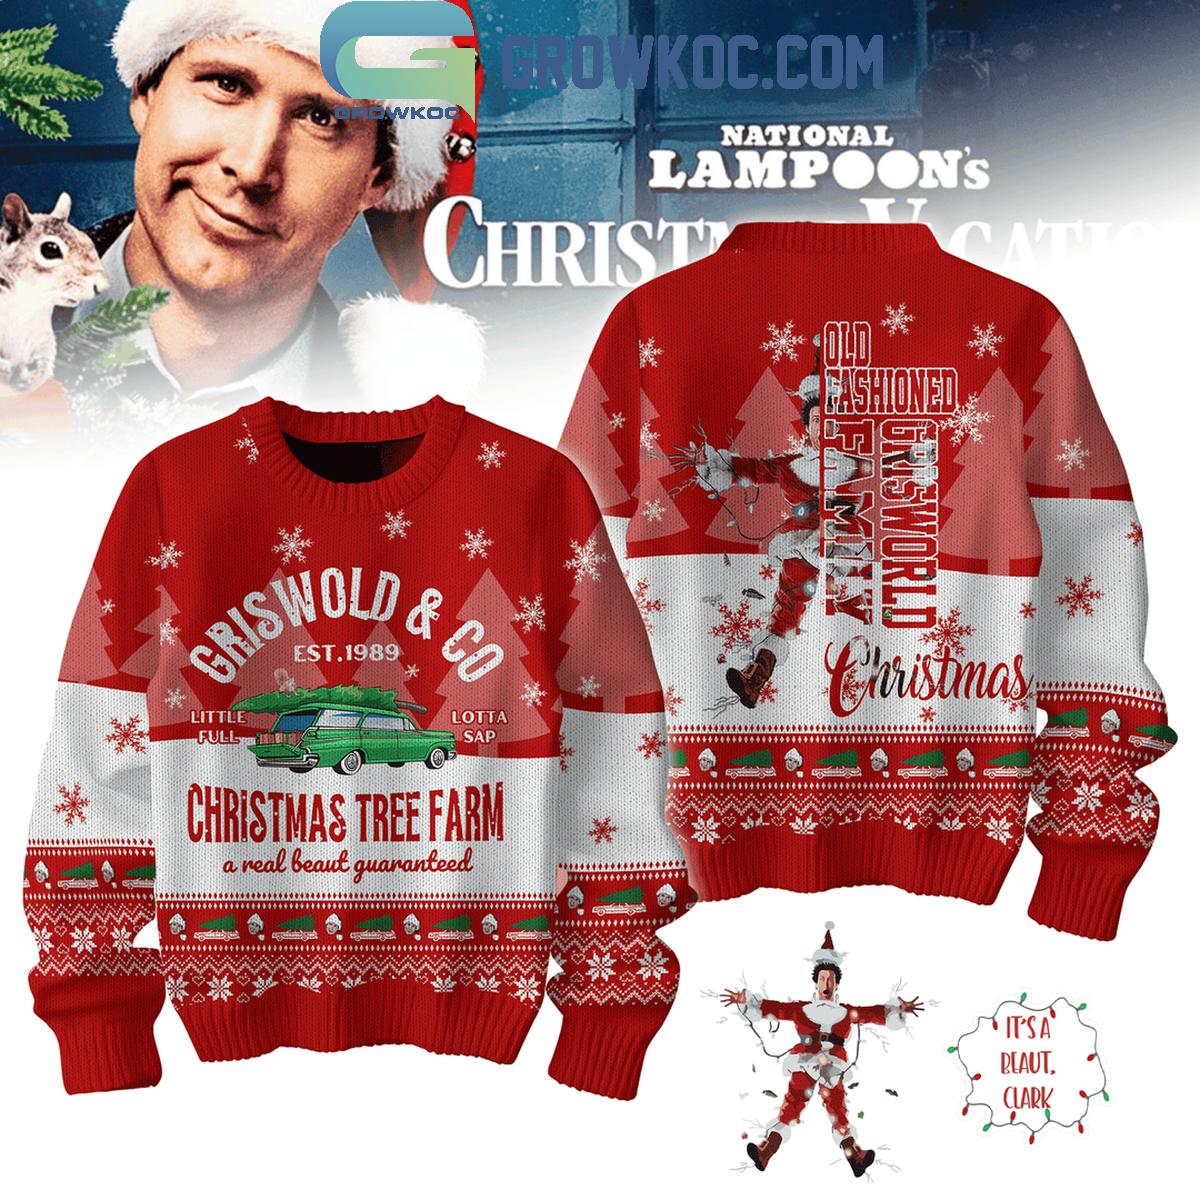 GROWKOC.COM
GROWKOC
NATIONAL
LAMPOON's
OLD
FASHIONED
GRISWORLD
FAMILY
Christmas
GRISWOLD & CO
EST.1989
LITTLE
FULL
LOTTA
SAP
CHRISTMAS TREE FARM
a real beaut guaranteed
IT'S A
BEAUT,
CLARK